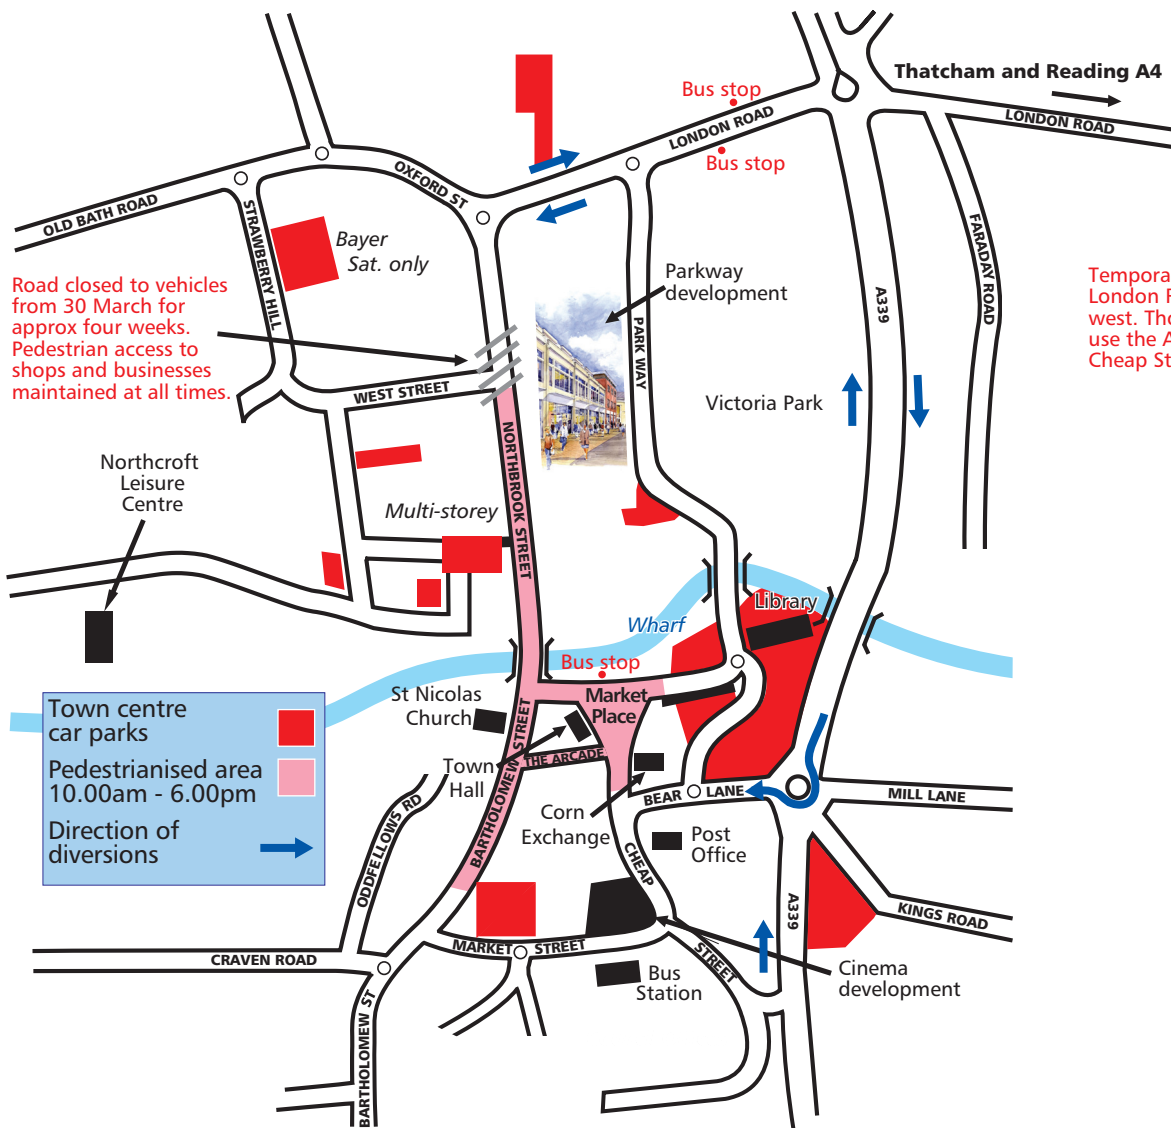 Thatcham and Reading A4
Bus stop
LONDON ROAD
LONDON ROAD
Bus stop
OXFORD ST
OLD BATH ROAD
STRAWBERRY HILL
Bayer
Sat. only
FARADAY ROAD
Road closed to vehicles
from 30 March for
approx four weeks.
Pedestrian access to
shops and businesses
maintained at all times.
Parkway
development
Tempora
London R
west. Tho
use the A
Cheap St
A339
PARK WAY
WEST STREET
Victoria Park
NORTHBROOK STREET
Northcroft
Leisure
Centre
Multi-storey
Library
Wharf
Bus stop
St Nicolas
Church
Market
Place
Town centre
car parks
Pedestrianised area
10.00am - 6.00pm
Direction of
diversions
THE ARCADE
Town
Hall
BARTHOLOMEW STREET
BEAR LANE
MILL LANE
Corn
Exchange
Post
Office
ODDFELLOWS RD
CHEAP
STREET
A339
KINGS ROAD
MARKET STREET
CRAVEN ROAD
Bus
Station
Cinema
development
BARTHOLOMEW ST